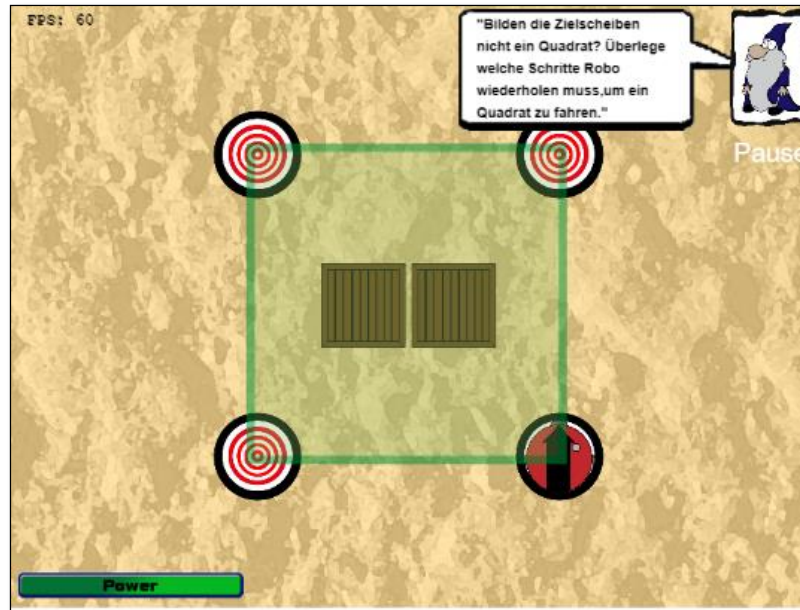 FPS: 60
"Bilden die Zielscheiben
nicht ein Quadrat? Überlege
welche Schritte Robo
wiederholen muss,um ein
Quadrat zu fahren."
Pause
Power